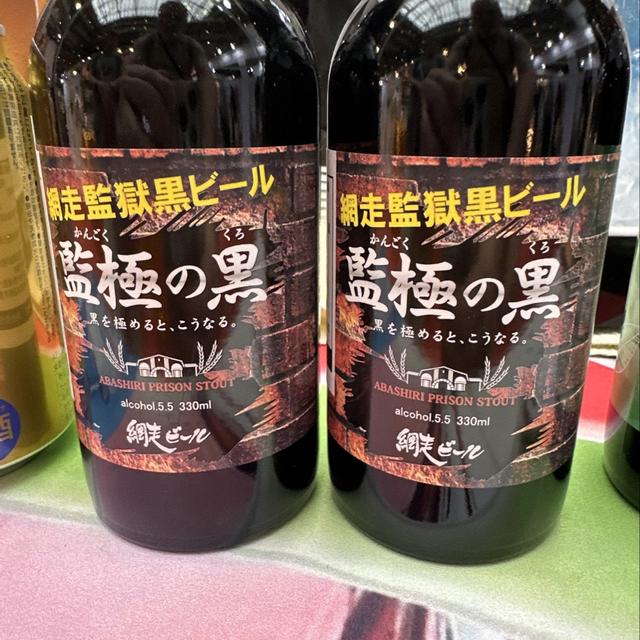 網走監獄黒ビール
かんごく くろ
監極の黒
黒を極めると、こうなる。
ABASHIRI PRISON STOUT
alcohol.5.5 330ml
網走ビール
網走監獄黒ビール
かんごく くろ
監極の黒
黒を極めると、こうなる。
ABASHIRI PRISON STOUT
alcohol.5.5 330ml
網走ビール
酒